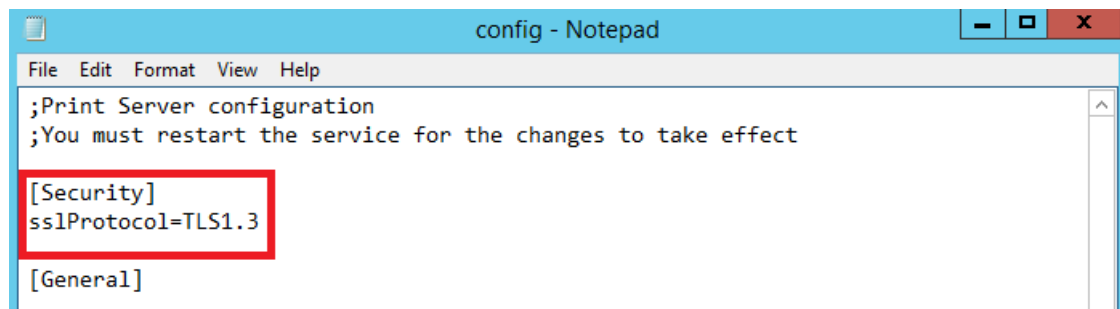 config - Notepad
File Edit Format View Help
;Print Server configuration
;You must restart the service for the changes to take effect
[Security]
sslProtocol=TLS1.3
[General]